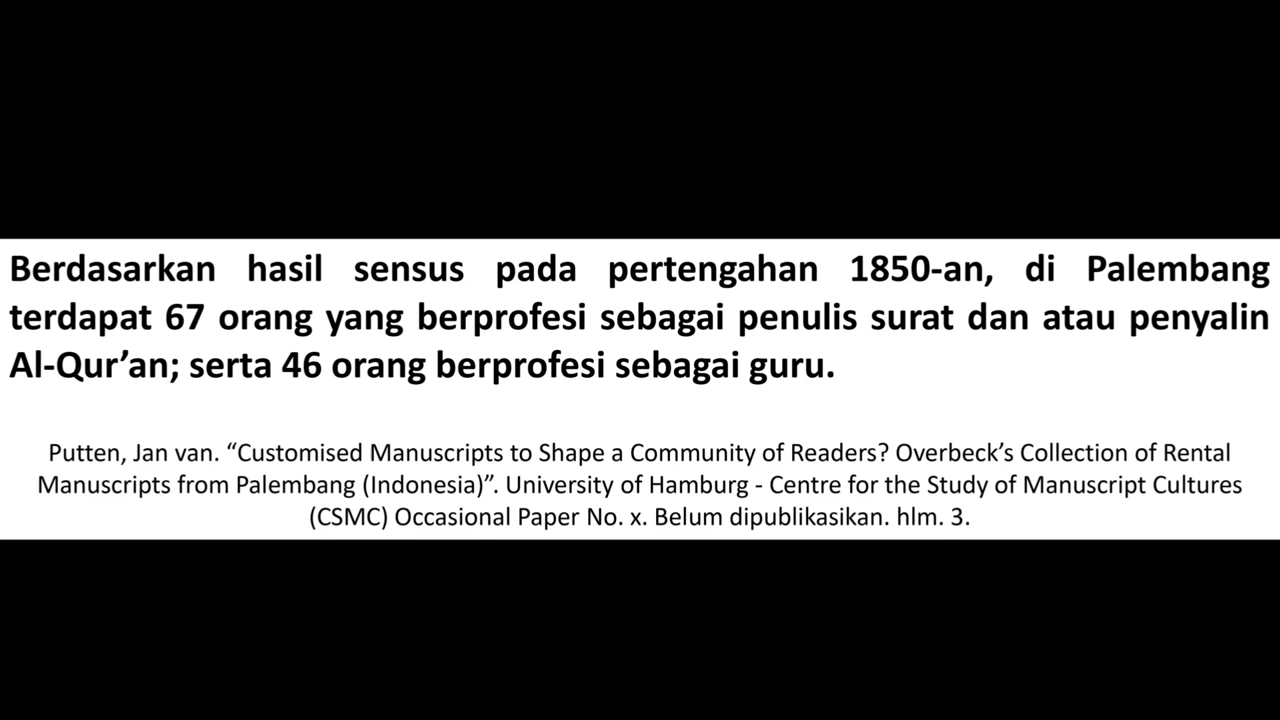 Berdasarkan hasil sensus pada pertengahan 1850-an, di Palembang
terdapat 67 orang yang berprofesi sebagai penulis surat dan atau penyalin
Al-Qur’an; serta 46 orang berprofesi sebagai guru.
Putten, Jan van. “Customised Manuscripts to Shape a Community of Readers? Overbeck’s Collection of Rental
Manuscripts from Palembang (Indonesia)”. University of Hamburg - Centre for the Study of Manuscript Cultures
(CSMC) Occasional Paper No. x. Belum dipublikasikan. hlm. 3.